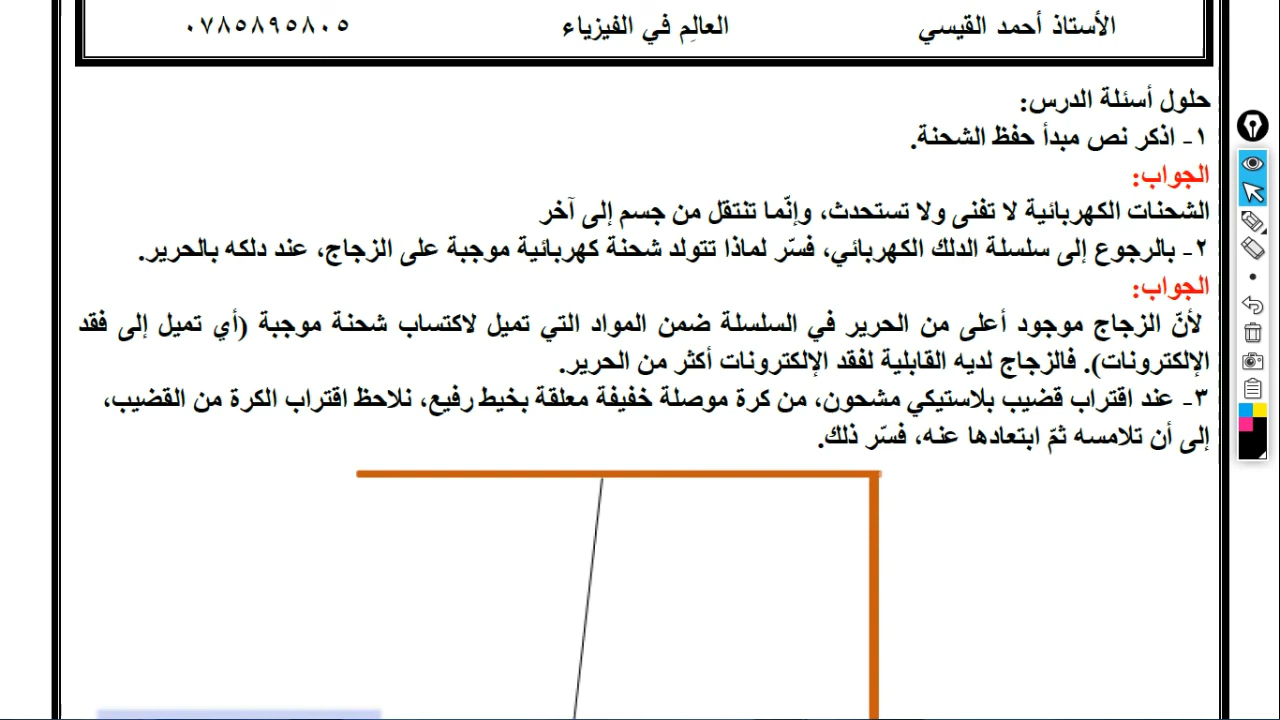 الأستاذ أحمد القيسي العالِم في الفيزياء ٠٧٨٥٨٩٥٨٠٥
حلول أسئلة الدرس:
١- اذكر نص مبدأ حفظ الشحنة.
الجواب:
الشحنات الكهربائية لا تفنى ولا تستحدث، وإنّما تنتقل من جسم إلى آخر
٢- بالرجوع إلى سلسلة الدلك الكهربائي، فسّر لماذا تتولد شحنة كهربائية موجبة على الزجاج، عند دلكه بالحرير.
الجواب:
لأنّ الزجاج موجود أعلى من الحرير في السلسلة ضمن المواد التي تميل لاكتساب شحنة موجبة (أي تميل إلى فقد
الإلكترونات). فالزجاج لديه القابلية لفقد الإلكترونات أكثر من الحرير.
٣- عند اقتراب قضيب بلاستيكي مشحون، من كرة موصلة خفيفة معلقة بخيط رفيع، نلاحظ اقتراب الكرة من القضيب،
إلى أن تلامسه ثمّ ابتعادها عنه، فسّر ذلك.